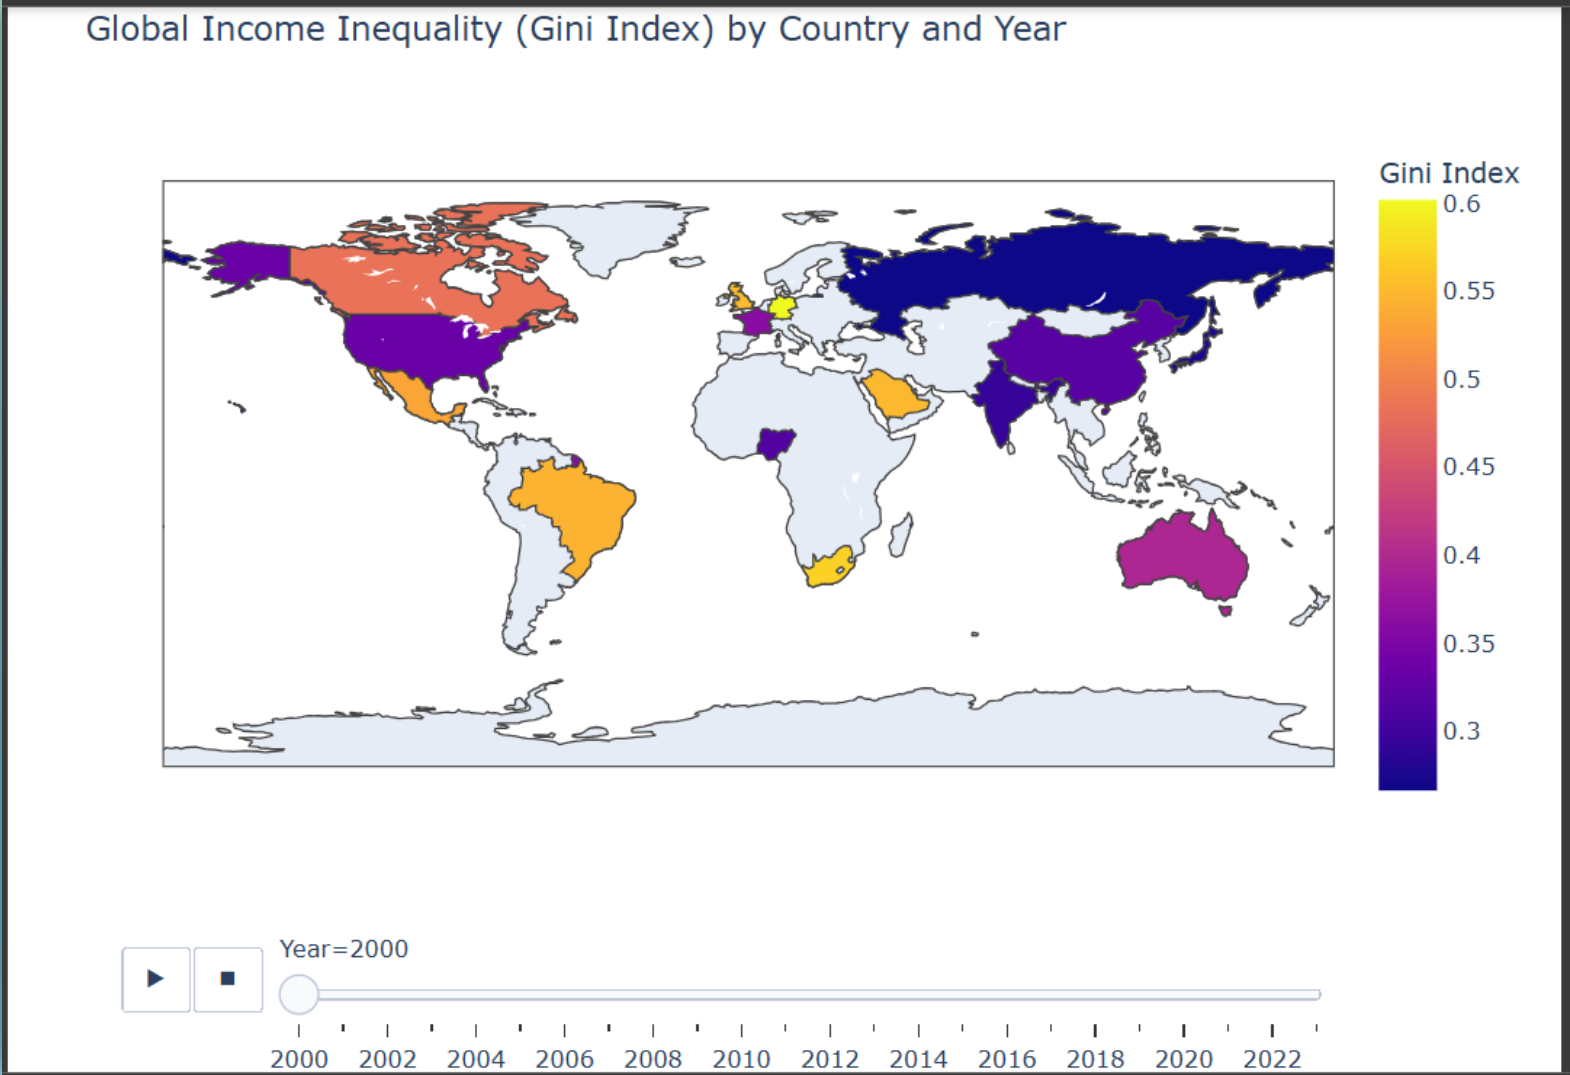 Global Income Inequality (Gini Index) by Country and Year
Gini Index
0.6
0.55
0.5
0.45
0.4
0.35
0.3
Year=2000
2000 2002 2004 2006 2008 2010 2012 2014 2016 2018 2020 2022